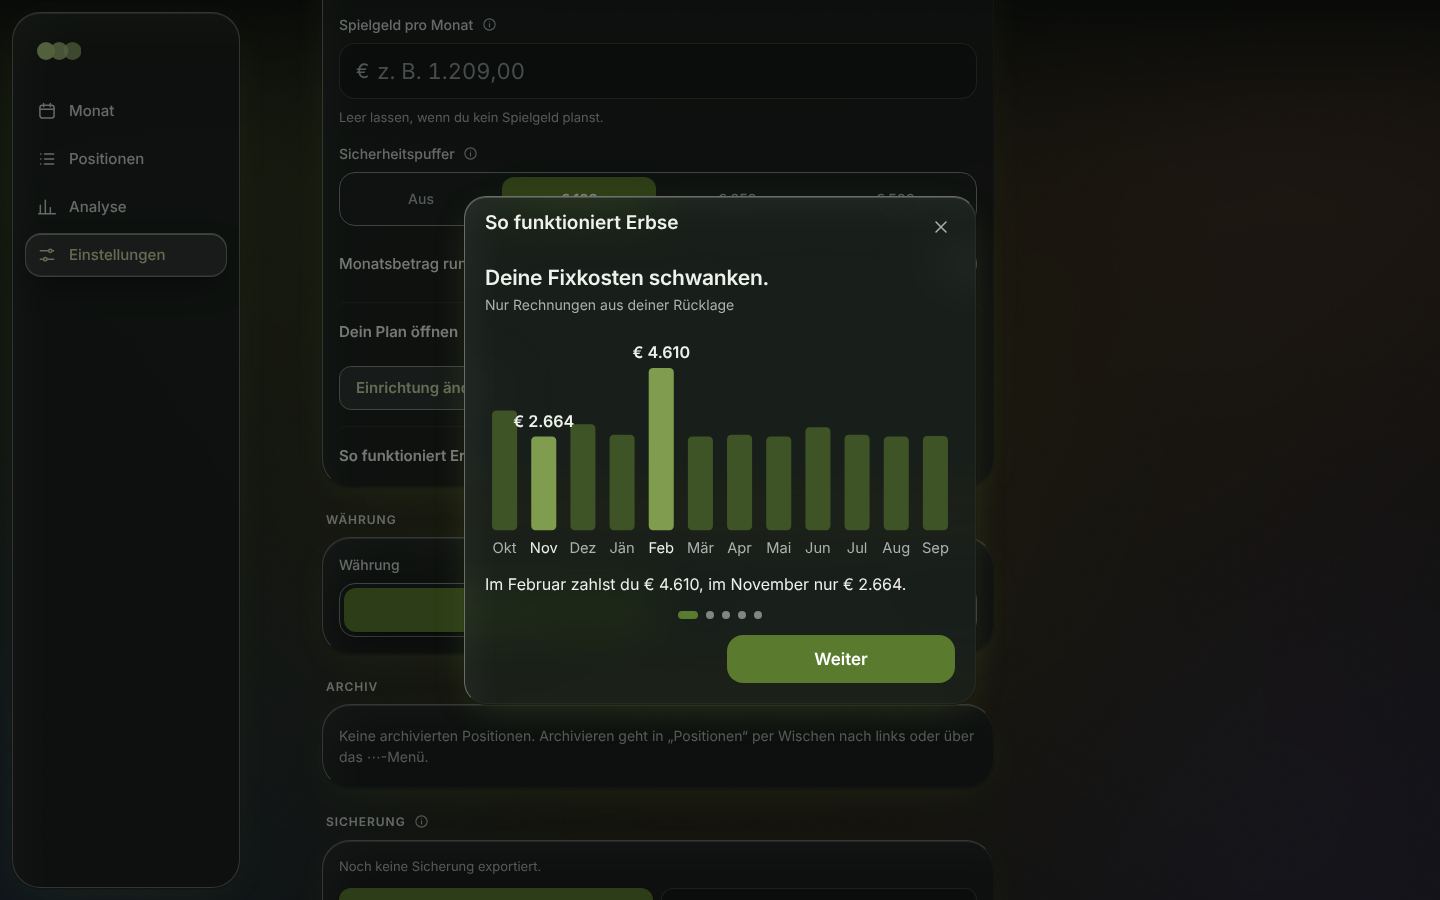 Monat
Positionen
Analyse
Einstellungen
Spielgeld pro Monat
€ z. B. 1.209,00
Leer lassen, wenn du kein Spielgeld planst.
Sicherheitspuffer
Aus
Monatsbetrag run
Dein Plan öffnen
Einrichtung änd
So funktioniert Er
So funktioniert Erbse
Deine Fixkosten schwanken.
Nur Rechnungen aus deiner Rücklage
€ 4.610
€ 2.664
Okt Nov Dez Jän Feb Mär Apr Mai Jun Jul Aug Sep
Im Februar zahlst du € 4.610, im November nur € 2.664.
Weiter
WÄHRUNG
Währung
ARCHIV
Keine archivierten Positionen. Archivieren geht in „Positionen“ per Wischen nach links oder über
das ···-Menü.
SICHERUNG
Noch keine Sicherung exportiert.